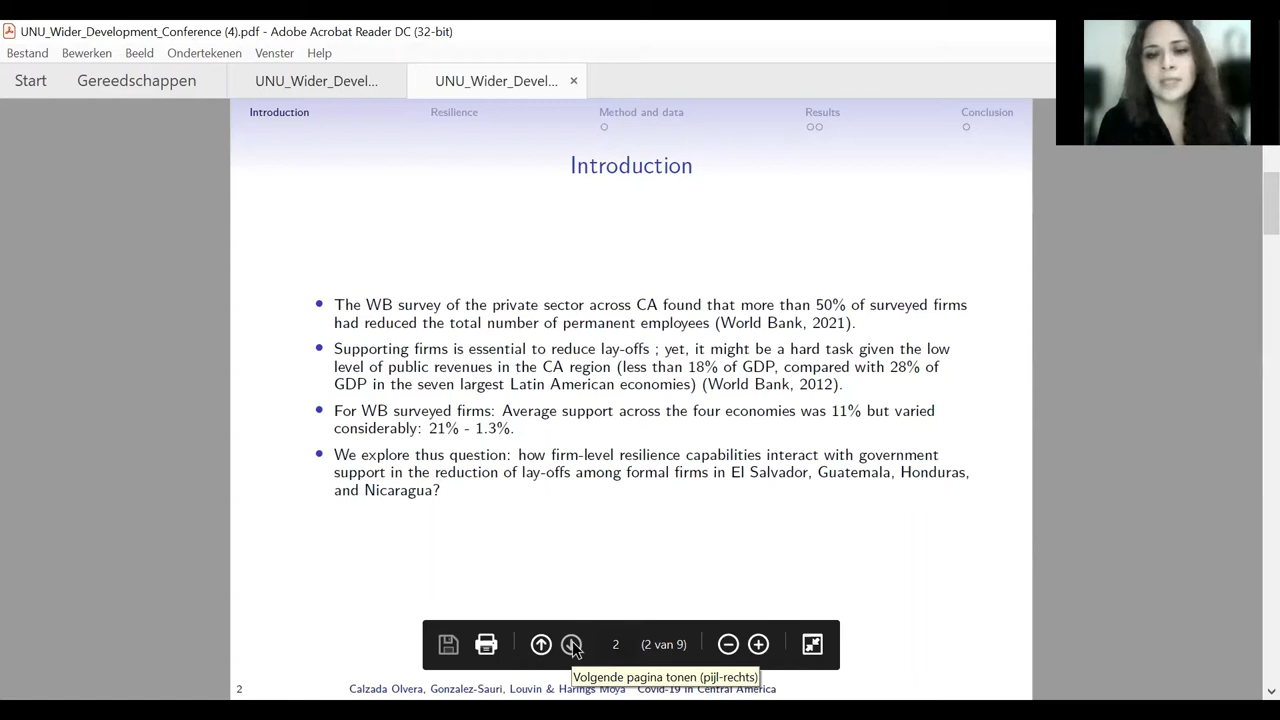 UNU_Wider_Development_Conference (4).pdf - Adobe Acrobat Reader DC (32-bit)
Bestand Bewerken Beeld Ondertekenen Venster Help
Start Gereedschappen UNU_Wider_Devel... UNU_Wider_Devel... ×
Introduction Resilience Method and data Results Conclusion
Introduction
• The WB survey of the private sector across CA found that more than 50% of surveyed firms
had reduced the total number of permanent employees (World Bank, 2021).
• Supporting firms is essential to reduce lay-offs ; yet, it might be a hard task given the low
level of public revenues in the CA region (less than 18% of GDP, compared with 28% of
GDP in the seven largest Latin American economies) (World Bank, 2012).
• For WB surveyed firms: Average support across the four economies was 11% but varied
considerably: 21% - 1.3%.
• We explore thus question: how firm-level resilience capabilities interact with government
support in the reduction of lay-offs among formal firms in El Salvador, Guatemala, Honduras,
and Nicaragua?
2 (2 van 9)
Volgende pagina tonen (pijl-rechts)
2 Calzada Olvera, Gonzalez-Sauri, Louvin & Harings Moya Covid-19 in Central America